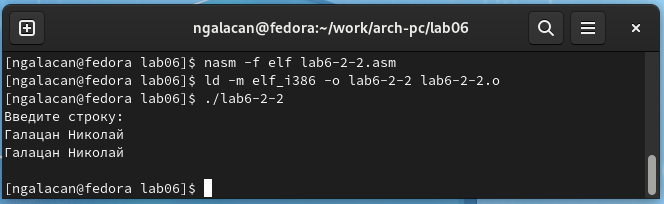 ngalacan@fedora:~/work/arch-pc/lab06
[ngalacan@fedora lab06]$ nasm -f elf lab6-2-2.asm
[ngalacan@fedora lab06]$ ld -m elf_i386 -o lab6-2-2 lab6-2-2.o
[ngalacan@fedora lab06]$ ./lab6-2-2
Введите строку:
Галацан Николай
Галацан Николай
[ngalacan@fedora lab06]$